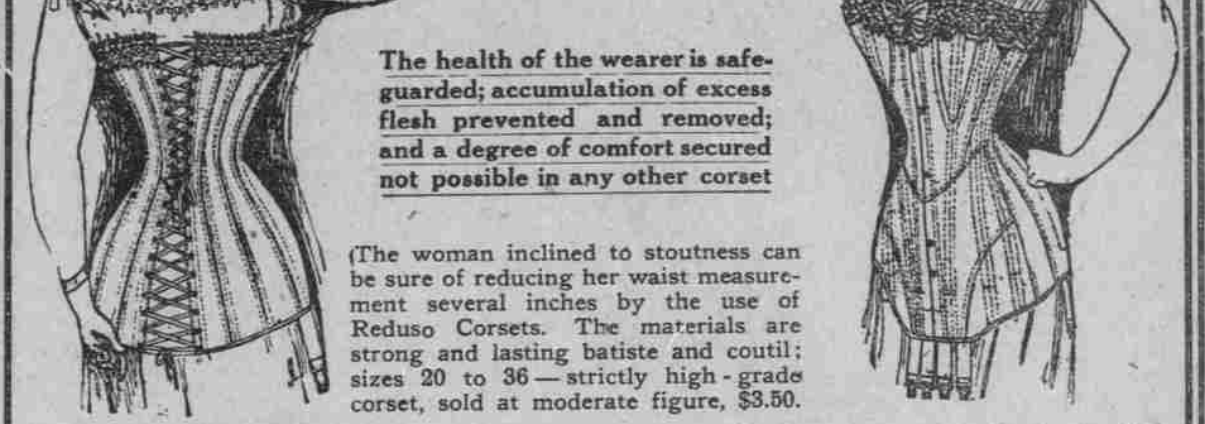 The health of the wearer is safe-
guarded; accumulation of excess
flesh prevented and removed;
and a degree of comfort secured
not possible in any other corset
(The woman inclined to stoutness can
be sure of reducing her waist measure-
ment several inches by the use of
Reduso Corsets. The materials are
strong and lasting batiste and coutil;
sizes 20 to 36 — strictly high-grade
corset, sold at moderate figure, $3.50.